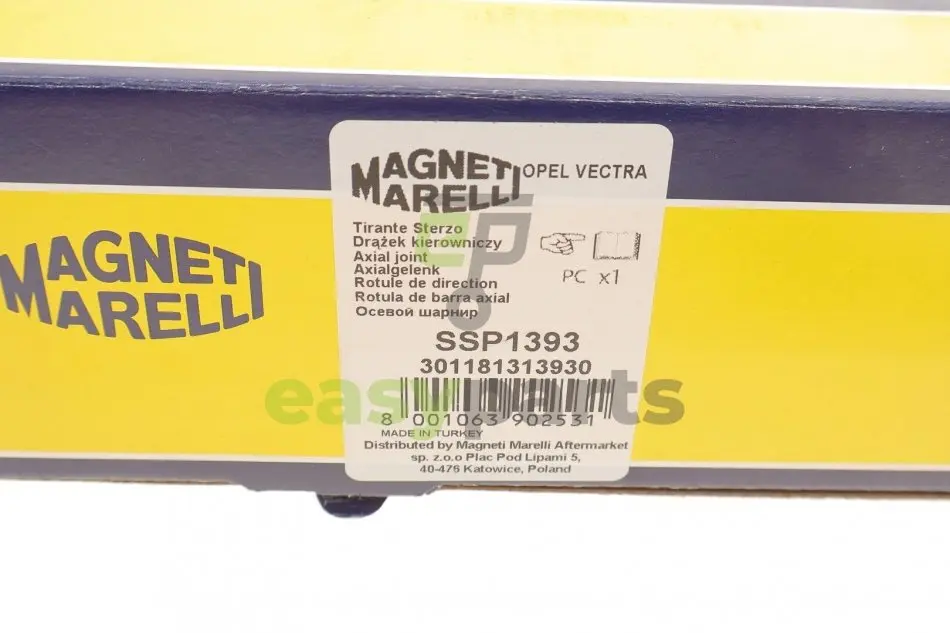 MAGNETI
MARELLI
MAGNETI
MARELLI
OPEL VECTRA
Tirante Sterzo
Drążek kierowniczy
Axial joint
Axialgelenk
Rotule de direction
Rotula de barra axial
Осевой шарнир
PC x1
SSP1393
301181313930
8 001063 902531
MADE IN TURKEY
Distributed by Magneti Marelli Aftermarket
sp. z.o.o Plac Pod Lipami 5,
40-476 Katowice, Poland
EP
easyparts